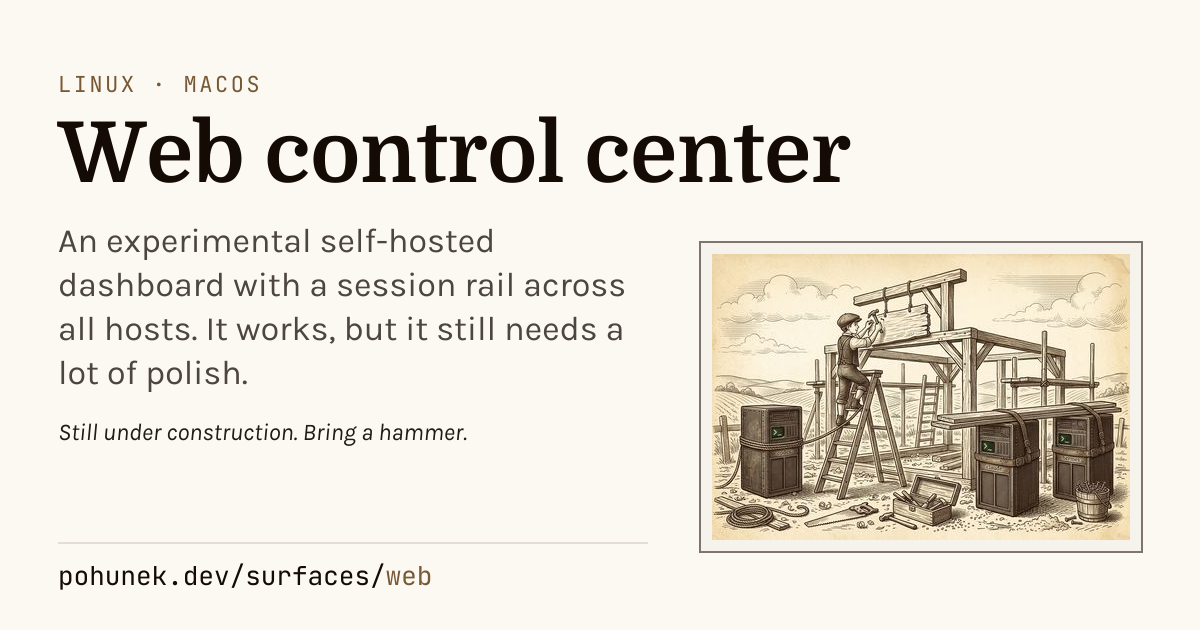 LINUX · MACOS
Web control center
An experimental self-hosted
dashboard with a session rail across
all hosts. It works, but it still needs a
lot of polish.
Still under construction. Bring a hammer.
pohunek.dev/surfaces/web